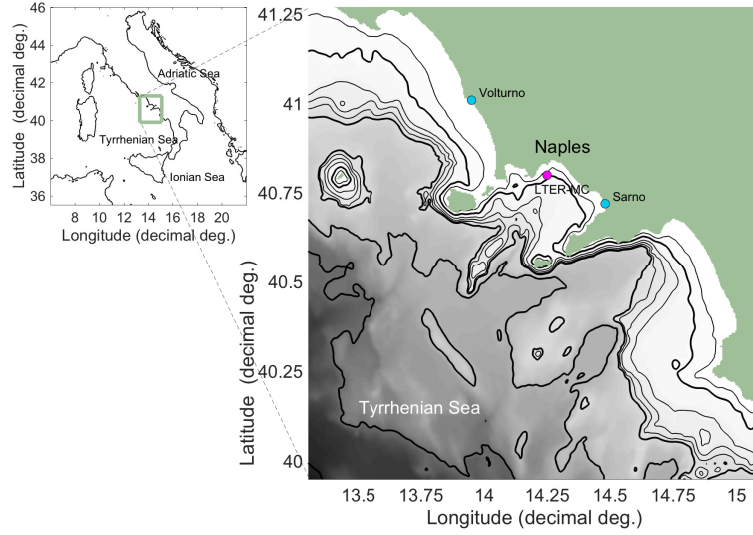 46
44
42
40
38
36
Latitude (decimal deg.)
Adriatic Sea
Tyrrhenian Sea
Ionian Sea
8 10 12 14 16 18 20
Longitude (decimal deg.)
41.25
41
40.75
40.5
40.25
40
Latitude (decimal deg.)
Volturno
Naples
LTER-MC
Sarno
Tyrrhenian Sea
13.5 13.75 14 14.25 14.5 14.75 15
Longitude (decimal deg.)